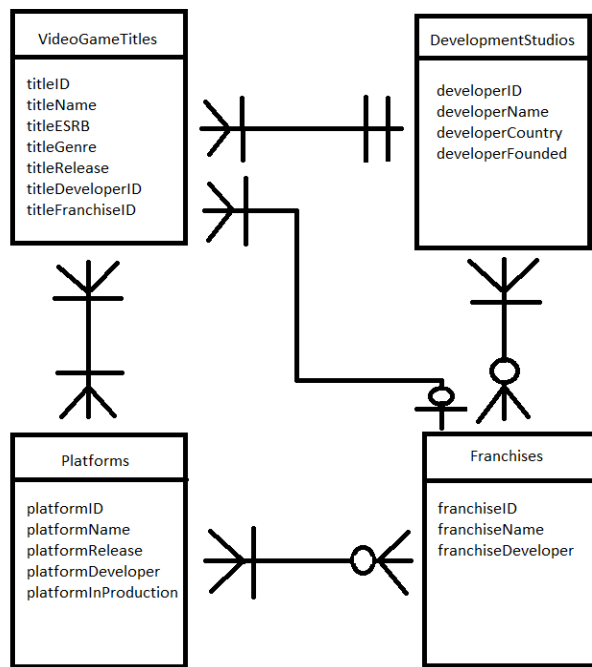 VideoGameTitles
titleID
titleName
titleESRB
titleGenre
titleRelease
titleDeveloperID
titleFranchiseID
DevelopmentStudios
developerID
developerName
developerCountry
developerFounded
Platforms
platformID
platformName
platformRelease
platformDeveloper
platformInProduction
Franchises
franchiseID
franchiseName
franchiseDeveloper